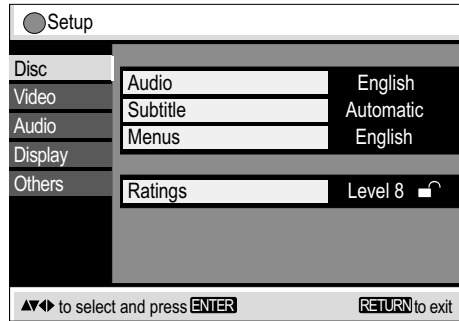 Setup
Disc
Video
Audio
Display
Others
Audio English
Subtitle Automatic
Menus English
Ratings Level 8
▲▼◀▶ to select and press ENTER RETURN to exit